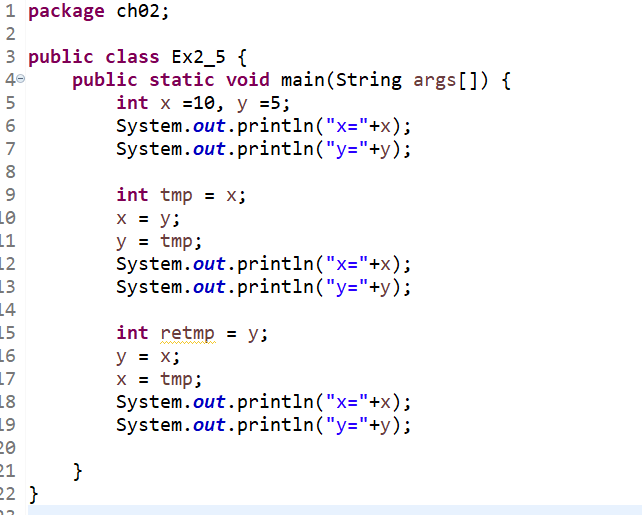 1 package ch02;
2
3 public class Ex2_5 {
4 public static void main(String args[]) {
5 int x =10, y =5;
6 System.out.println("x="+x);
7 System.out.println("y="+y);
8
9 int tmp = x;
10 x = y;
11 y = tmp;
12 System.out.println("x="+x);
13 System.out.println("y="+y);
14
15 int retmp = y;
16 y = x;
17 x = tmp;
18 System.out.println("x="+x);
19 System.out.println("y="+y);
20
21 }
22 }
23